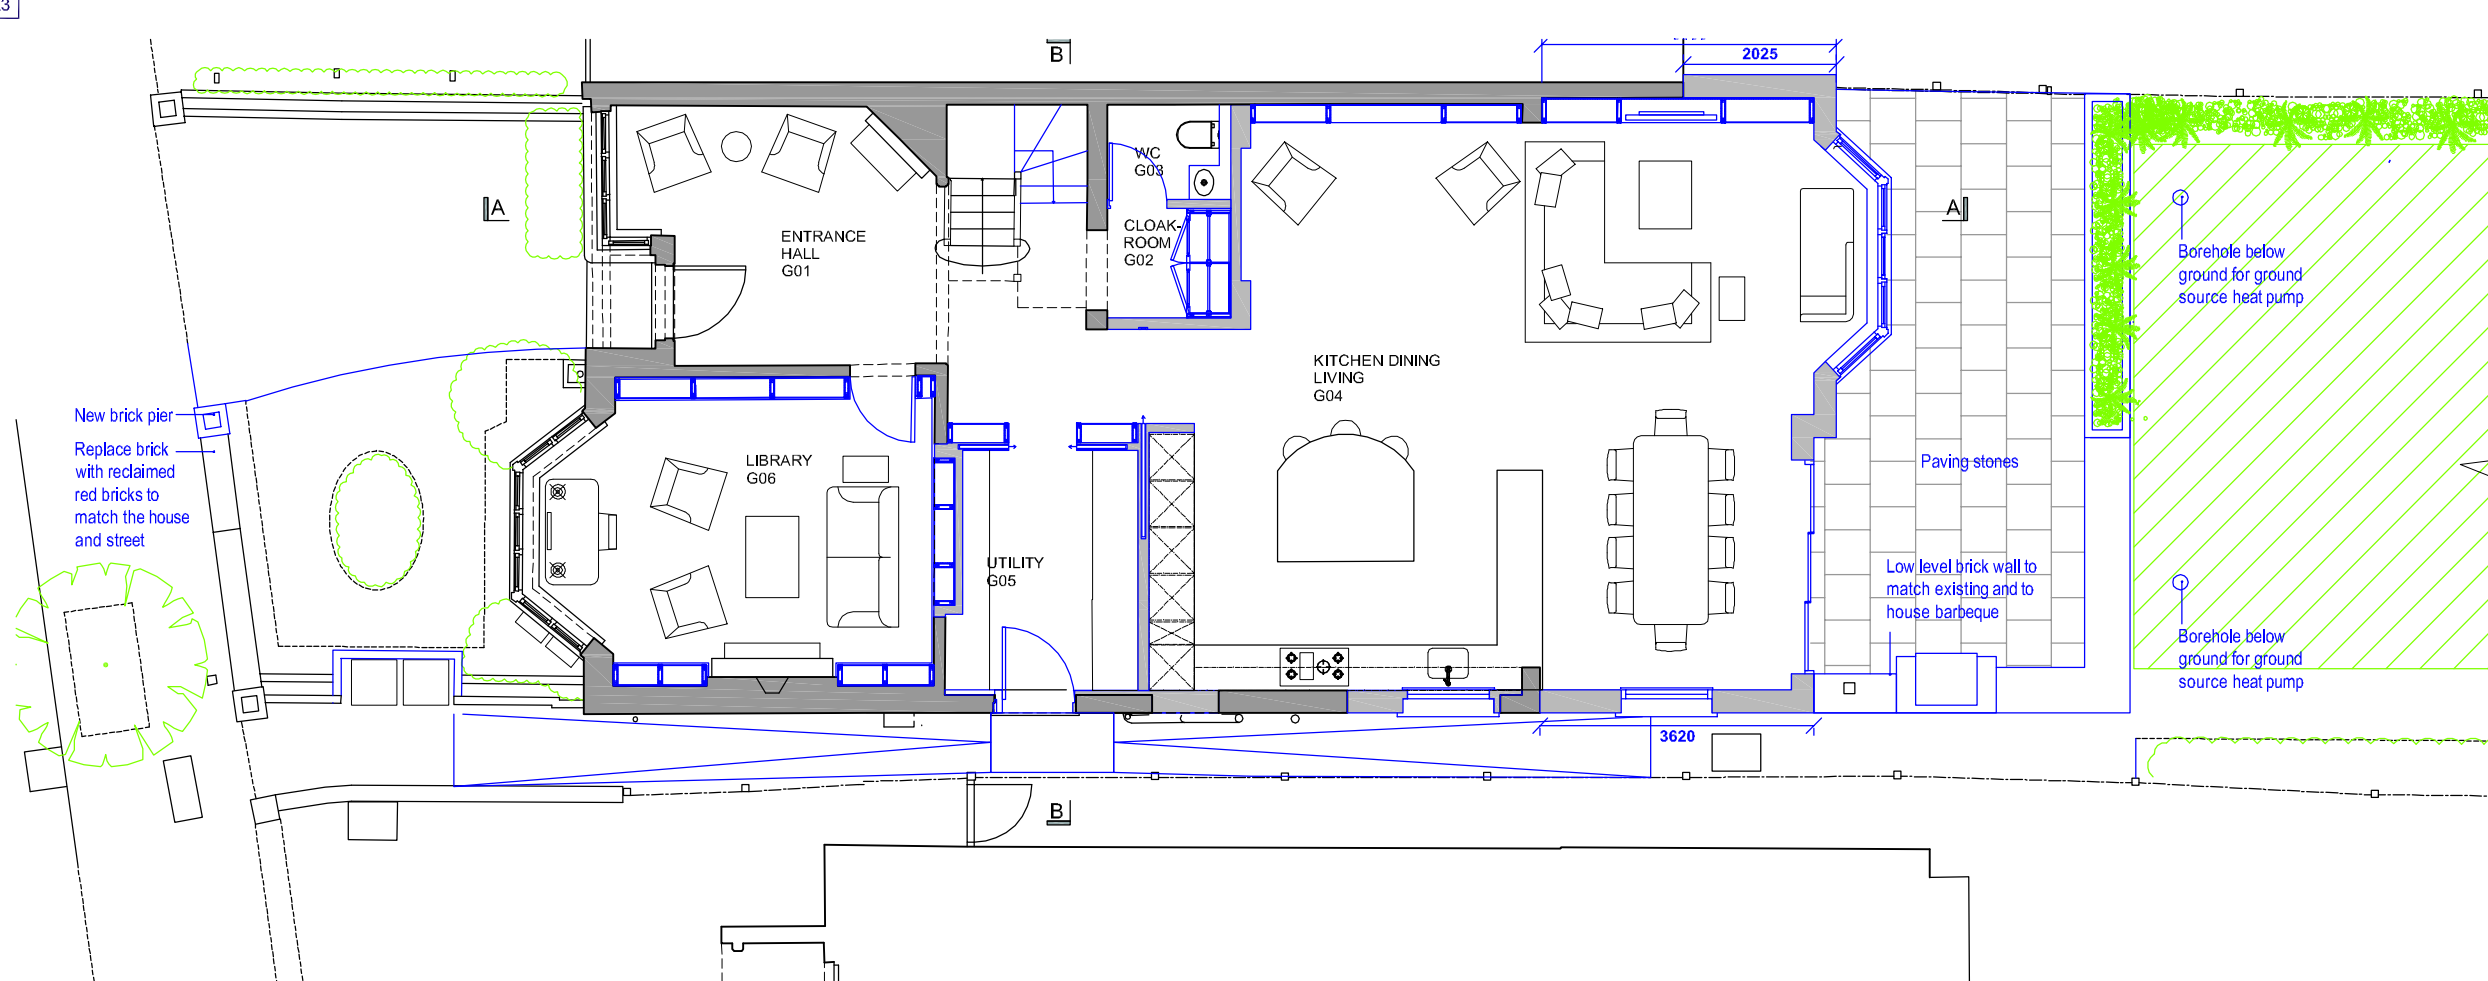 B
2025
A
A
WC
G03
CLOAK-
ROOM
G02
ENTRANCE
HALL
G01
Borehole below
ground for ground
source heat pump
KITCHEN DINING
LIVING
G04
New brick pier
Replace brick
with reclaimed
red bricks to
match the house
and street
LIBRARY
G06
Paving stones
UTILITY
G05
Low level brick wall to
match existing and to
house barbeque
Borehole below
ground for ground
source heat pump
3620
B